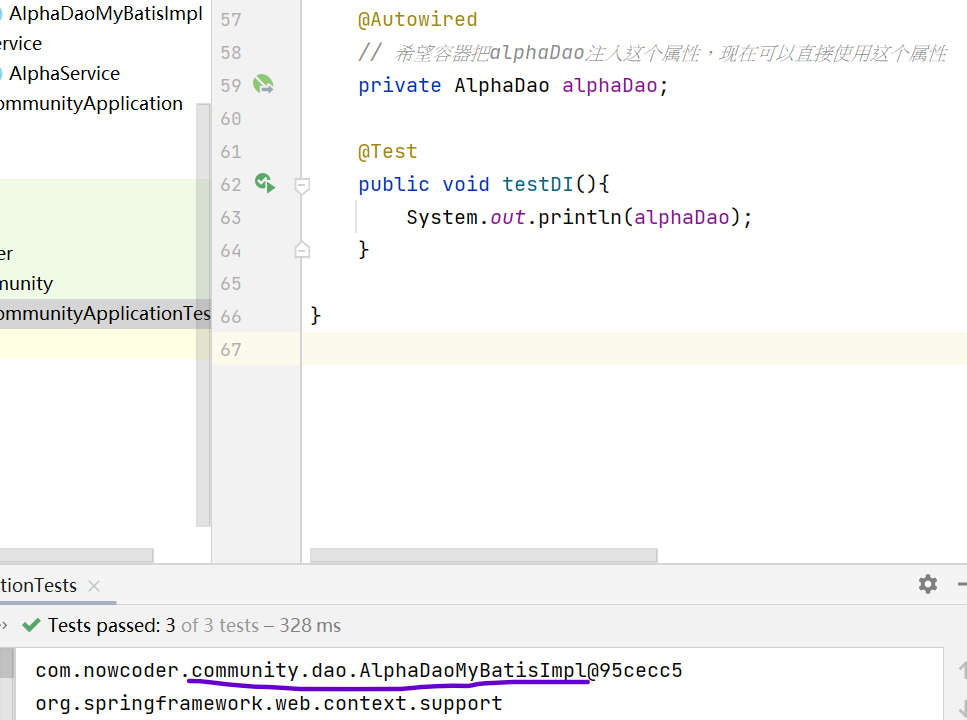 AlphaDaoMyBatisImpl
ervice
AlphaService
ommunityApplication
er
munity
ommunityApplicationTes
57 @Autowired
58 // 希望容器把alphaDao注入这个属性，现在可以直接使用这个属性
59 private AlphaDao alphaDao;
60
61 @Test
62 public void testDI(){
63 System.out.println(alphaDao);
64 }
65
66 }
67
tionTests
Tests passed: 3 of 3 tests – 328 ms
com.nowcoder.community.dao.AlphaDaoMyBatisImpl@95cecc5
org.springframework.web.context.support